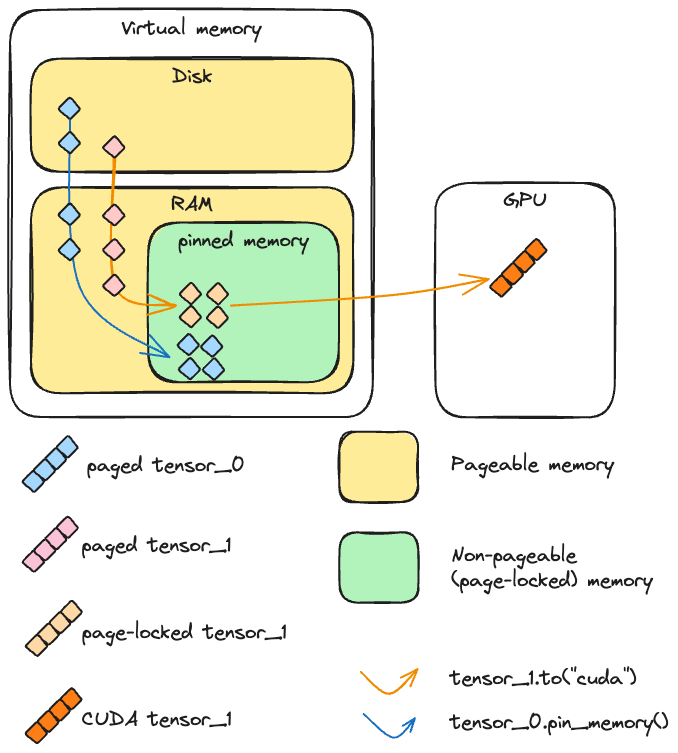 Virtual memory
Disk
RAM
pinned memory
GPU
paged tensor_0
paged tensor_1
page-locked tensor_1
CUDA tensor_1
Pageable memory
Non-pageable
(page-locked) memory
tensor_1.to("cuda")
tensor_0.pin_memory()